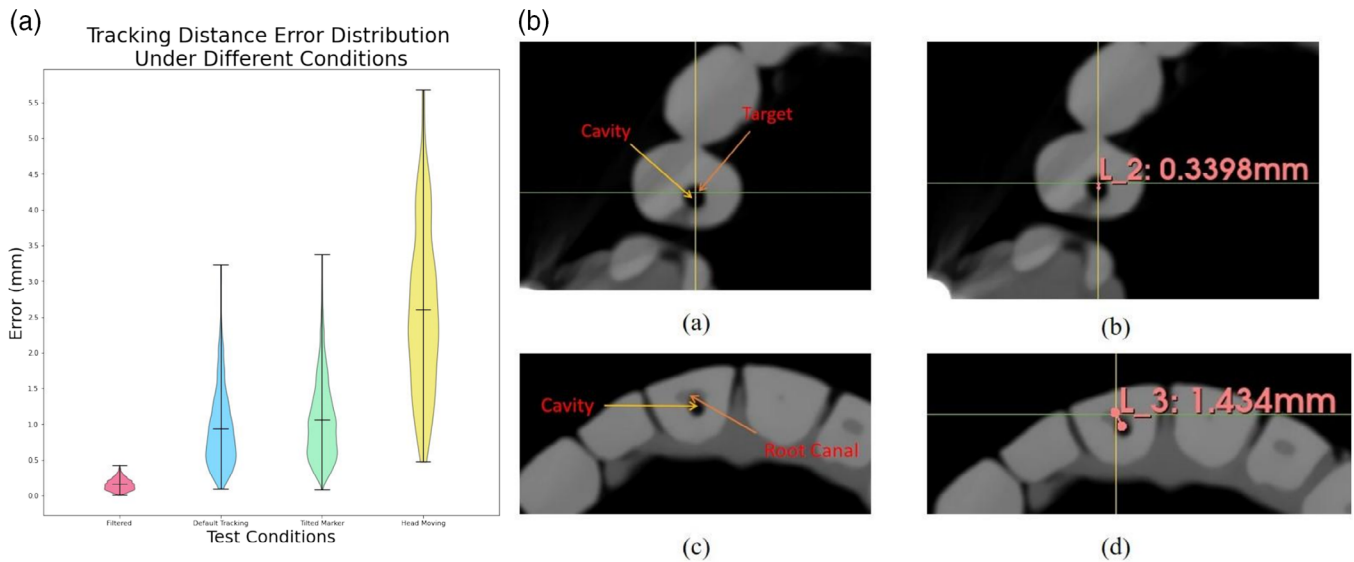 (a)
Tracking Distance Error Distribution
Under Different Conditions
Error (mm)
5.5
5.0
4.5
4.0
3.5
3.0
2.5
2.0
1.5
1.0
0.5
0.0
Filtered
Default Tracking
Tilted Marker
Head Moving
Test Conditions
(b)
Cavity
Target
(a)
L_2: 0.3398mm
(b)
Cavity
Root Canal
(c)
L_3: 1.434mm
(d)